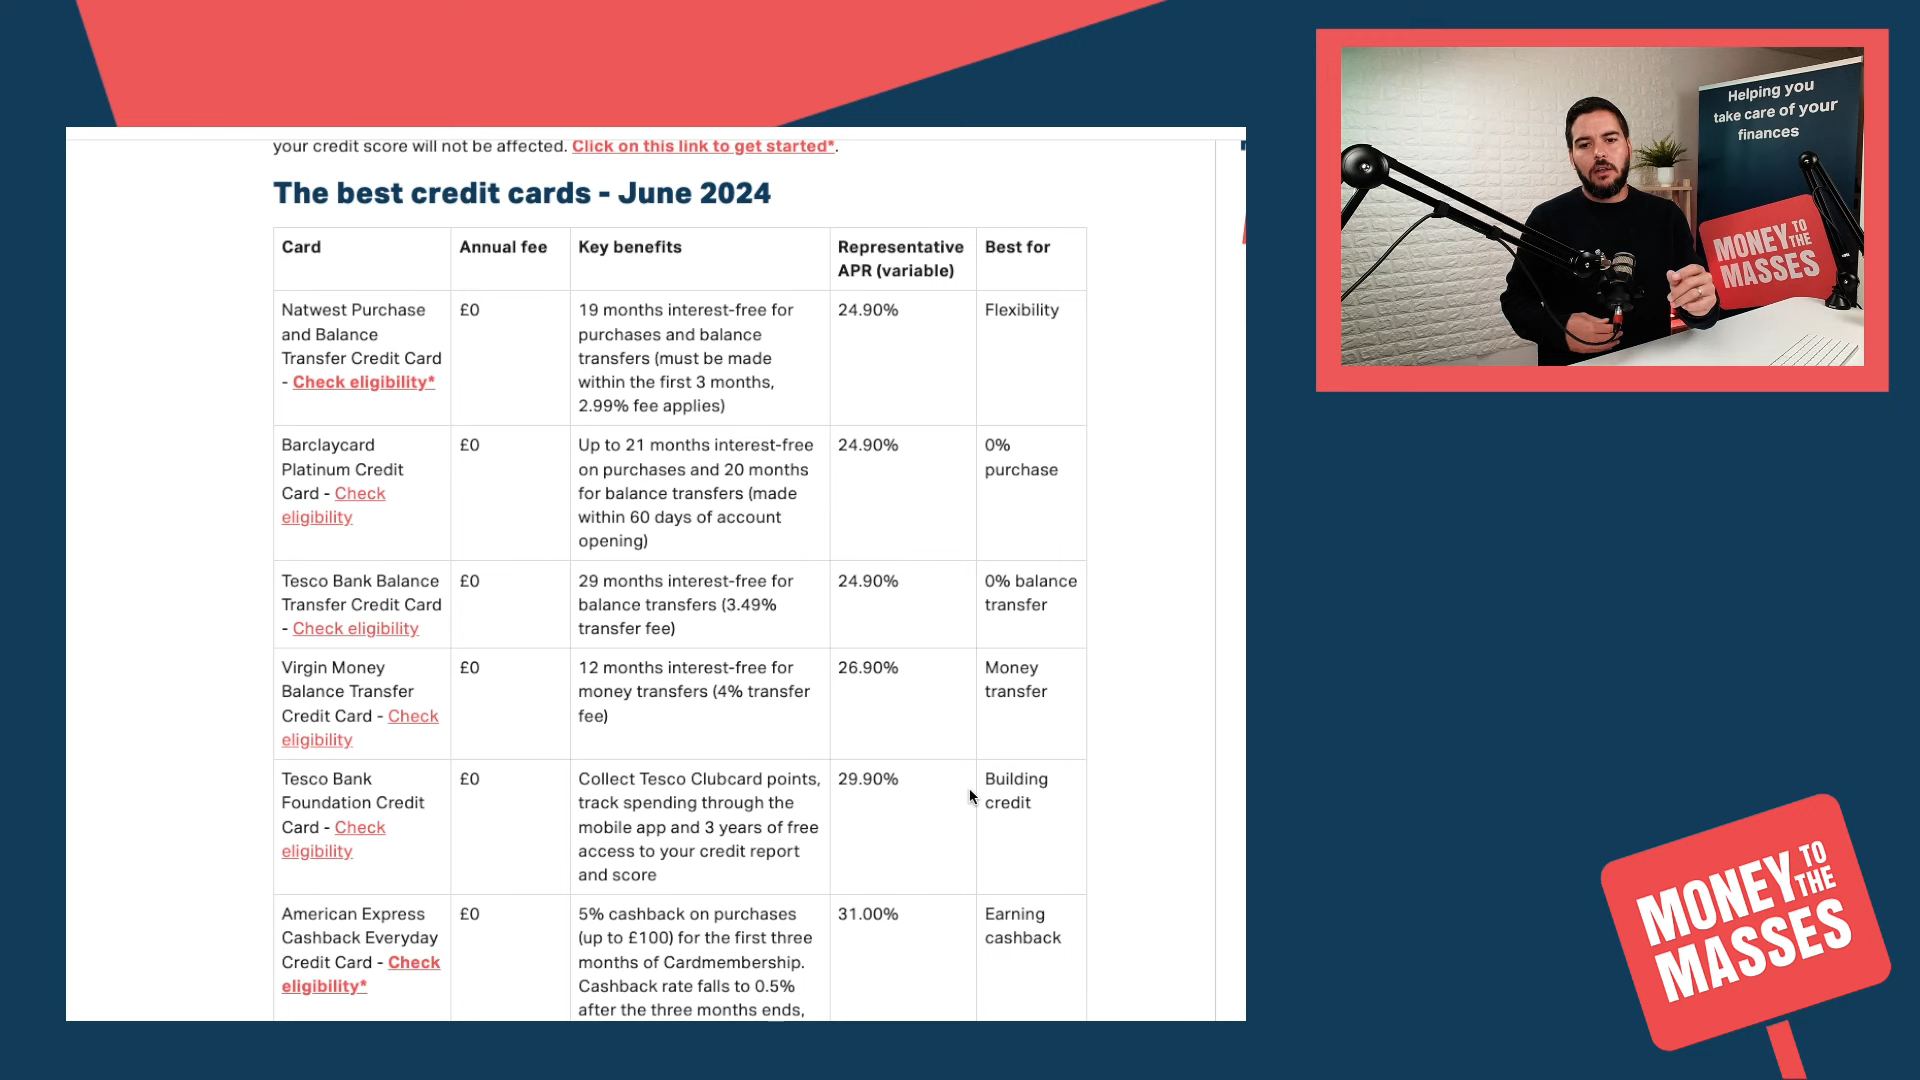 your credit score will not be affected. Click on this link to get started*.
The best credit cards - June 2024
Card
Annual fee
Key benefits
Representative
APR (variable)
Best for
Natwest Purchase
and Balance
Transfer Credit Card
- Check eligibility*
£0
19 months interest-free for
purchases and balance
transfers (must be made
within the first 3 months,
2.99% fee applies)
24.90%
Flexibility
Barclaycard
Platinum Credit
Card - Check
eligibility
£0
Up to 21 months interest-free
on purchases and 20 months
for balance transfers (made
within 60 days of account
opening)
24.90%
0%
purchase
Tesco Bank Balance
Transfer Credit Card
- Check eligibility
£0
29 months interest-free for
balance transfers (3.49%
transfer fee)
24.90%
0% balance
transfer
Virgin Money
Balance Transfer
Credit Card - Check
eligibility
£0
12 months interest-free for
money transfers (4% transfer
fee)
26.90%
Money
transfer
Tesco Bank
Foundation Credit
Card - Check
eligibility
£0
Collect Tesco Clubcard points,
track spending through the
mobile app and 3 years of free
access to your credit report
and score
29.90%
Building
credit
American Express
Cashback Everyday
Credit Card - Check
eligibility*
£0
5% cashback on purchases
(up to £100) for the first three
months of Cardmembership.
Cashback rate falls to 0.5%
after the three months ends,
31.00%
Earning
cashback
Helping you
take care of your
finances
MONEY TO THE
MASSES
MONEY TO THE
MASSES